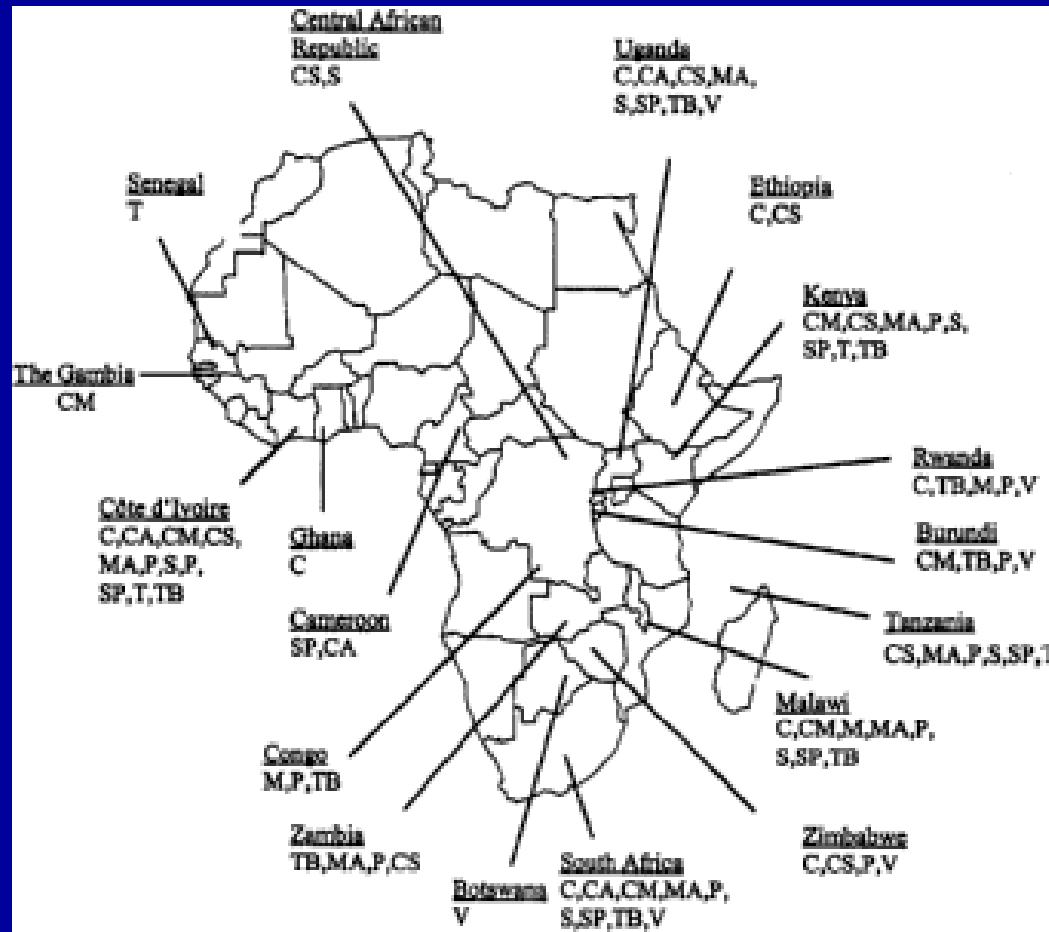 Central African
Republic
CS,S
Uganda
C,CA,CS,MA,
S,SP,TB,V
Senegal
T
Ethiopia
C,CS
Kenya
CM,CS,MA,P,S,
SP,T,TB
The Gambia
CM
Rwanda
C,TB,M,P,V
Côte d'Ivoire
C,CA,CM,CS,
MA,P,S,P,
SP,T,TB
Ghana
C
Burundi
CM,TB,P,V
Cameroon
SP,CA
Tanzania
CS,MA,P,S,SP,T
Malawi
C,CM,M,MA,P,
S,SP,TB
Congo
M,P,TB
Zambia
TB,MA,P,CS
Zimbabwe
C,CS,P,V
Botswana
V
South Africa
C,CA,CM,MA,P,
S,SP,TB,V